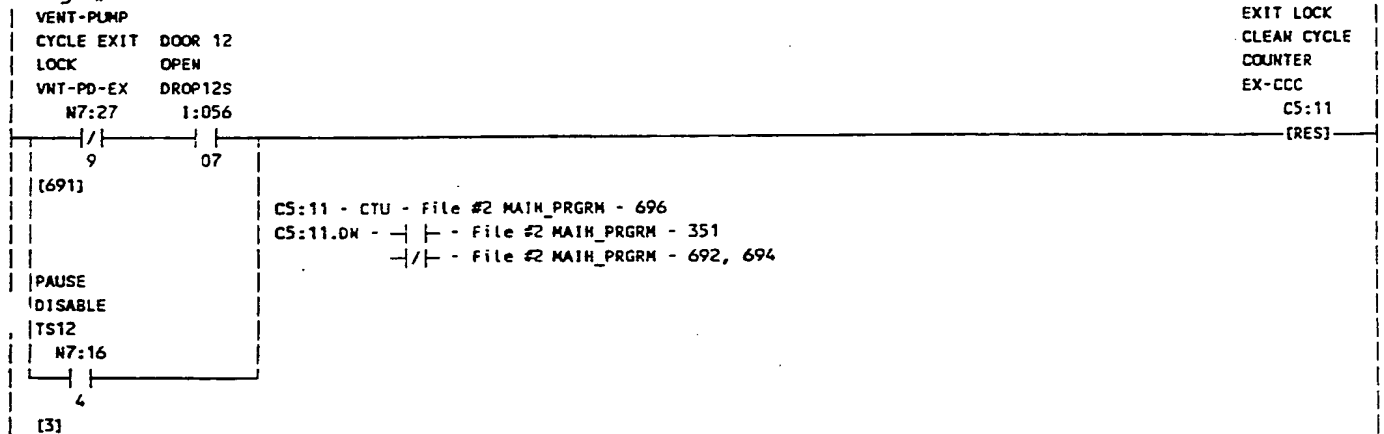 VENT-PUMP EXIT LOCK
CYCLE EXIT DOOR 12 CLEAN CYCLE
LOCK OPEN COUNTER
VNT-PD-EX DROP12S EX-CCC
N7:27 I:056 C5:11
[RES]
9 07
[691]
C5:11 - CTU - File #2 MAIN_PRGRM - 696
C5:11.DN - ┤ ├ - File #2 MAIN_PRGRM - 351
┤/├ - File #2 MAIN_PRGRM - 692, 694
PAUSE
DISABLE
TS12
N7:16
4
[3]